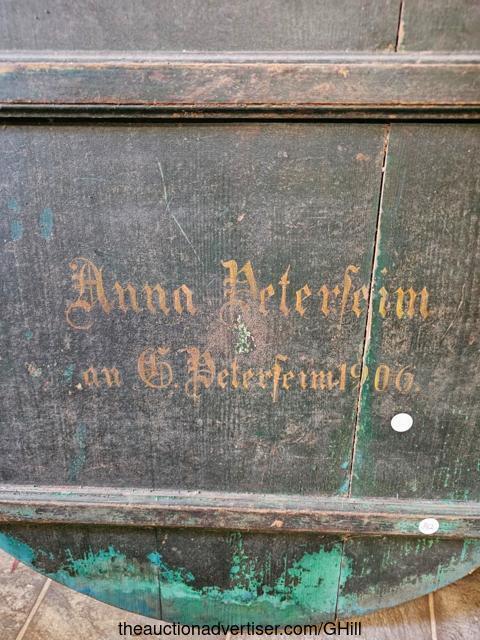 Anna Peterseim
an G. Peterseim 1906.
theauctionadvertiser.com/GHill